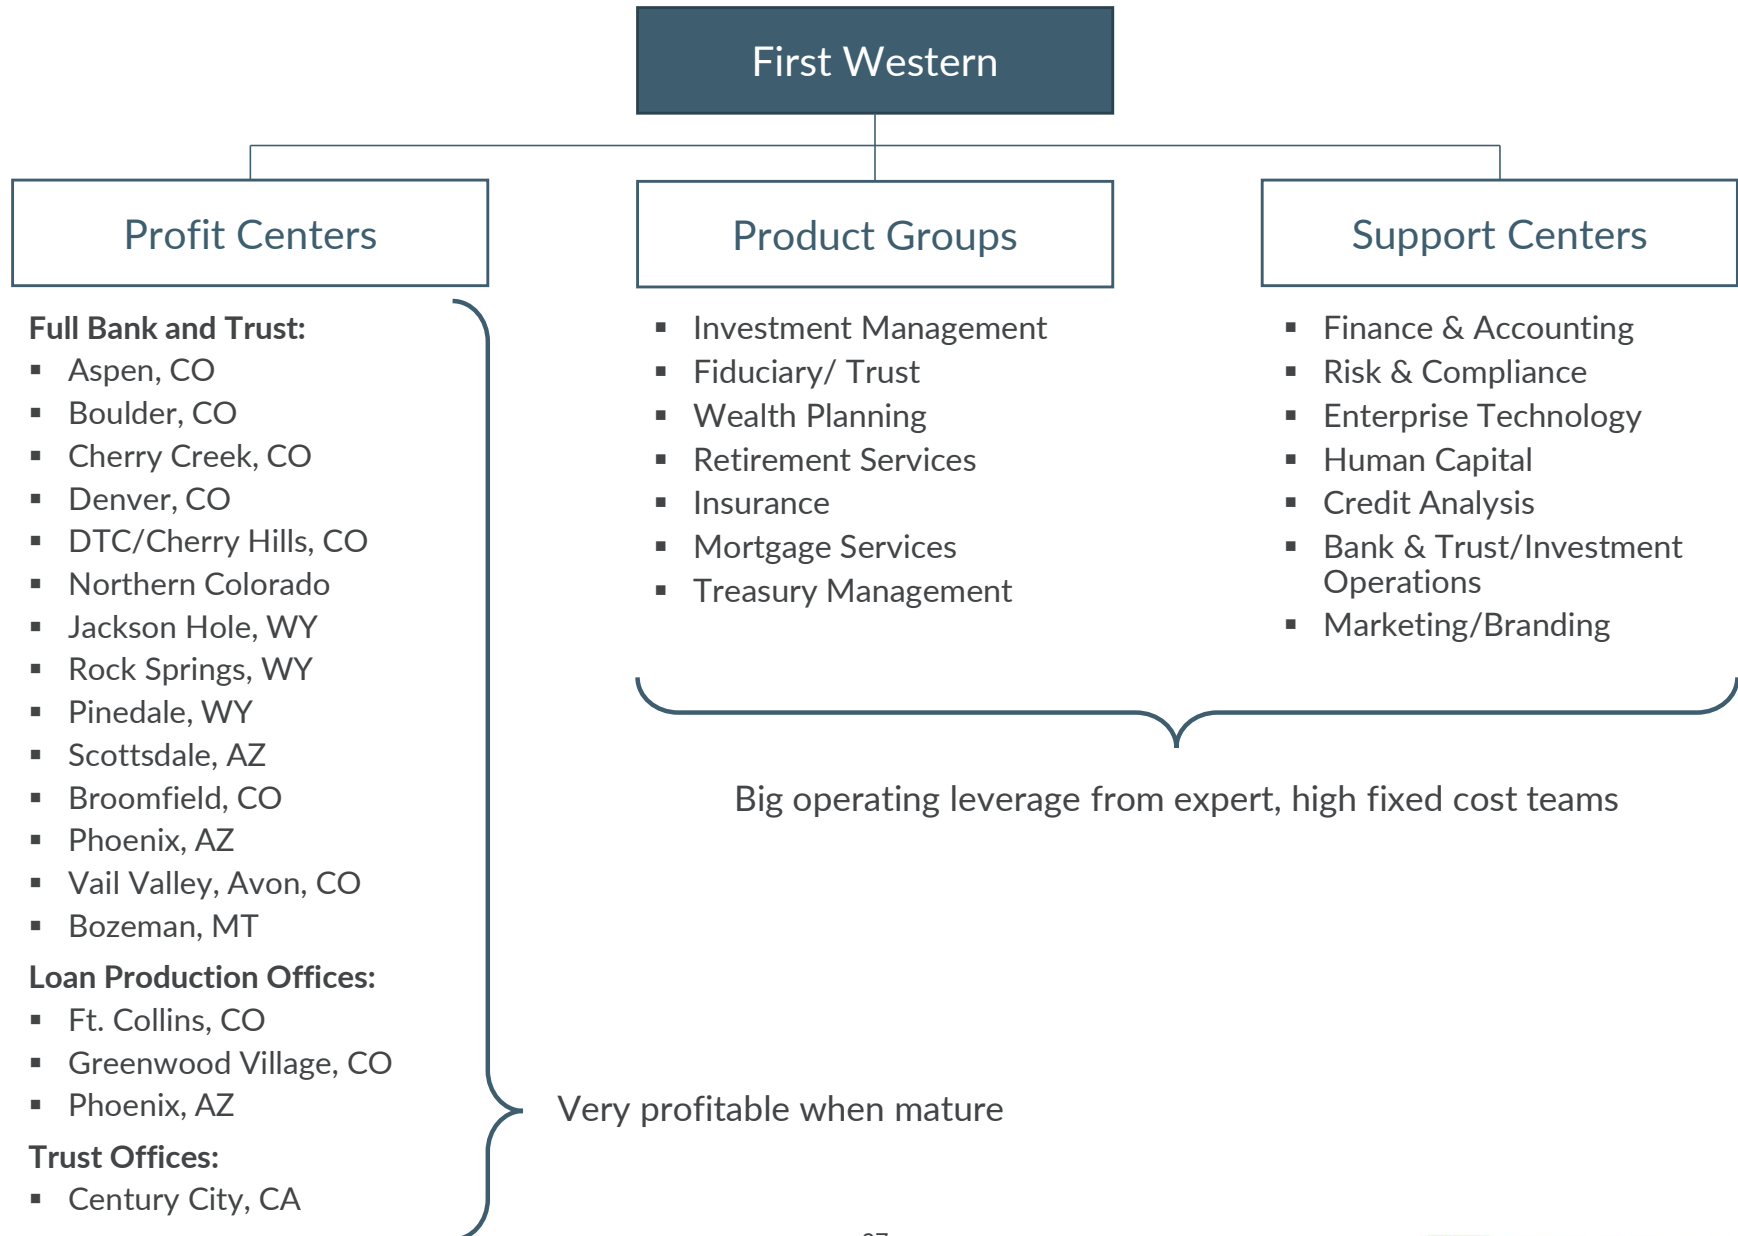 First Western
Profit Centers
Full Bank and Trust:
▪ Aspen, CO
▪ Boulder, CO
▪ Cherry Creek, CO
▪ Denver, CO
▪ DTC/Cherry Hills, CO
▪ Northern Colorado
▪ Jackson Hole, WY
▪ Rock Springs, WY
▪ Pinedale, WY
▪ Scottsdale, AZ
▪ Broomfield, CO
▪ Phoenix, AZ
▪ Vail Valley, Avon, CO
▪ Bozeman, MT
Loan Production Offices:
▪ Ft. Collins, CO
▪ Greenwood Village, CO
▪ Phoenix, AZ
Trust Offices:
▪ Century City, CA
Very profitable when mature
Product Groups
▪ Investment Management
▪ Fiduciary/ Trust
▪ Wealth Planning
▪ Retirement Services
▪ Insurance
▪ Mortgage Services
▪ Treasury Management
Support Centers
▪ Finance & Accounting
▪ Risk & Compliance
▪ Enterprise Technology
▪ Human Capital
▪ Credit Analysis
▪ Bank & Trust/Investment
Operations
▪ Marketing/Branding
Big operating leverage from expert, high fixed cost teams